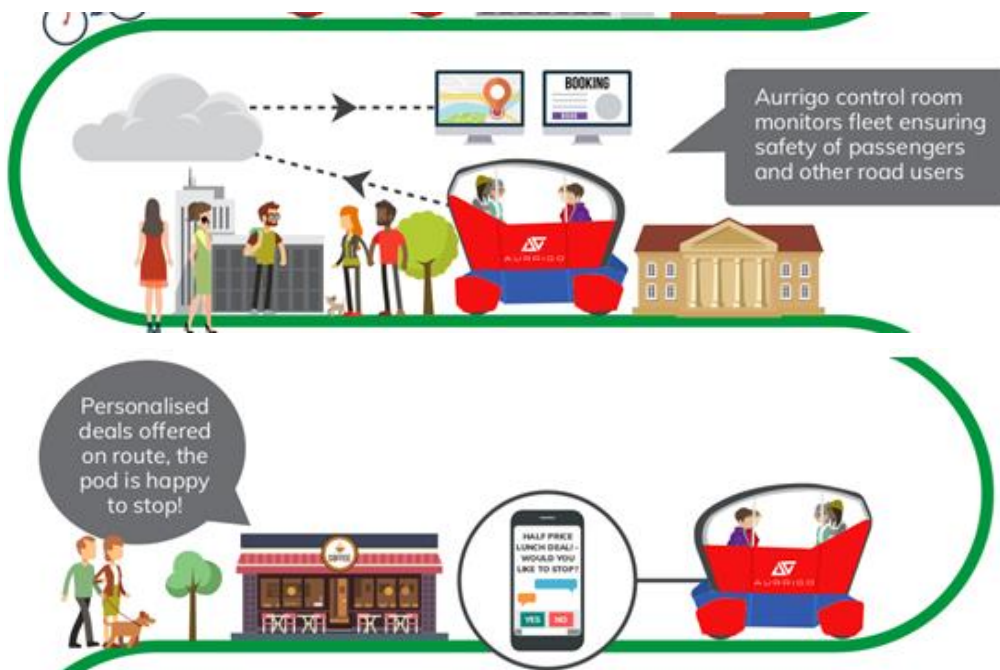 BOOKING
BOOK
Aurrigo control room
monitors fleet ensuring
safety of passengers
and other road users
AURRIGO
Personalised
deals offered
on route, the
pod is happy
to stop!
COFFEE
HALF PRICE
LUNCH DEAL! -
WOULD YOU
LIKE TO STOP?
YES NO
AURRIGO